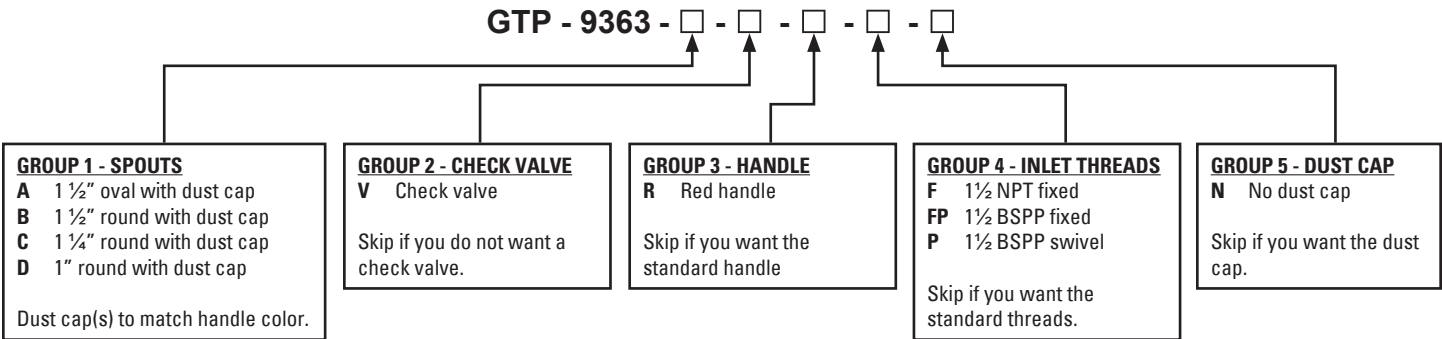 GTP - 9363 - □ - □ - □ - □ - □
GROUP 1 - SPOUTS
A 1 ½" oval with dust cap
B 1 ½" round with dust cap
C 1 ¼" round with dust cap
D 1" round with dust cap
Dust cap(s) to match handle color.
GROUP 2 - CHECK VALVE
V Check valve
Skip if you do not want a
check valve.
GROUP 3 - HANDLE
R Red handle
Skip if you want the
standard handle
GROUP 4 - INLET THREADS
F 1½ NPT fixed
FP 1½ BSPP fixed
P 1½ BSPP swivel
Skip if you want the
standard threads.
GROUP 5 - DUST CAP
N No dust cap
Skip if you want the dust
cap.